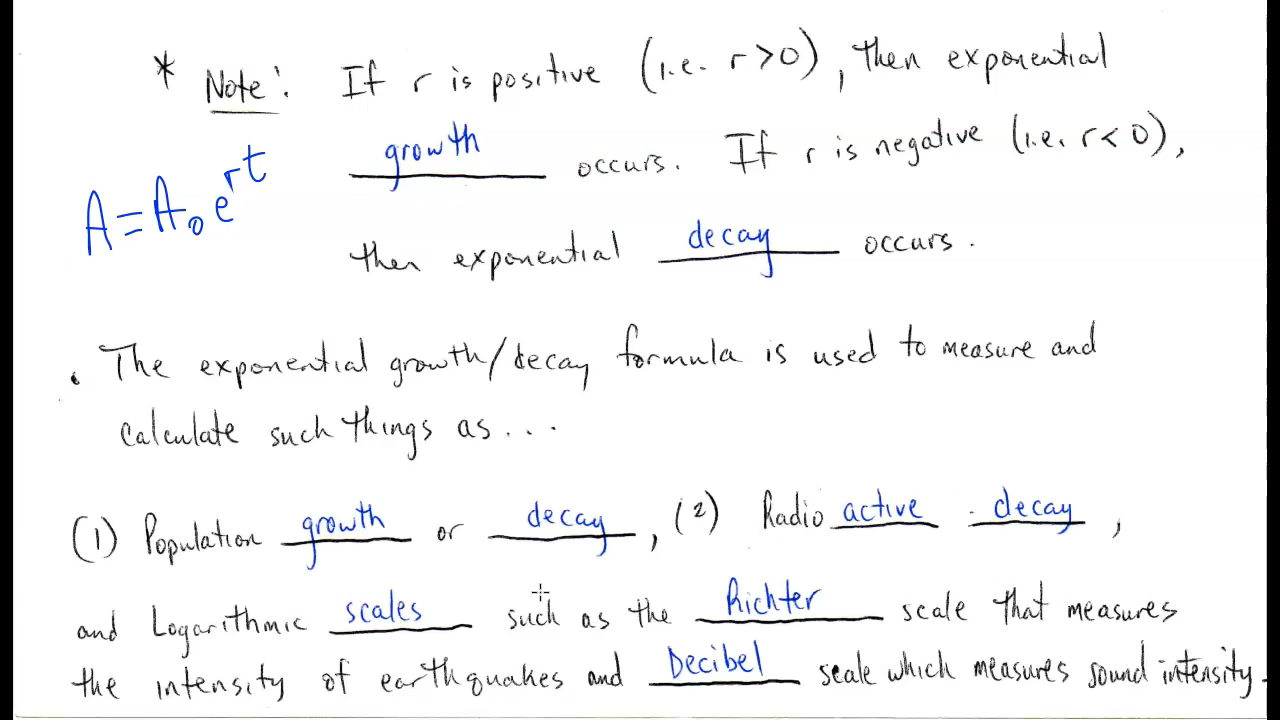 * Note: If r is positive (i.e. r>0), then exponential
growth occurs. If r is negative (i.e. r<0),
A = A₀e^rt
then exponential decay occurs.
. The exponential growth/decay formula is used to measure and
calculate such things as...
(1) Population growth or decay, (2) Radio active decay,
and Logarithmic scales such as the Richter scale that measures
the intensity of earthquakes and Decibel scale which measures sound intensity.